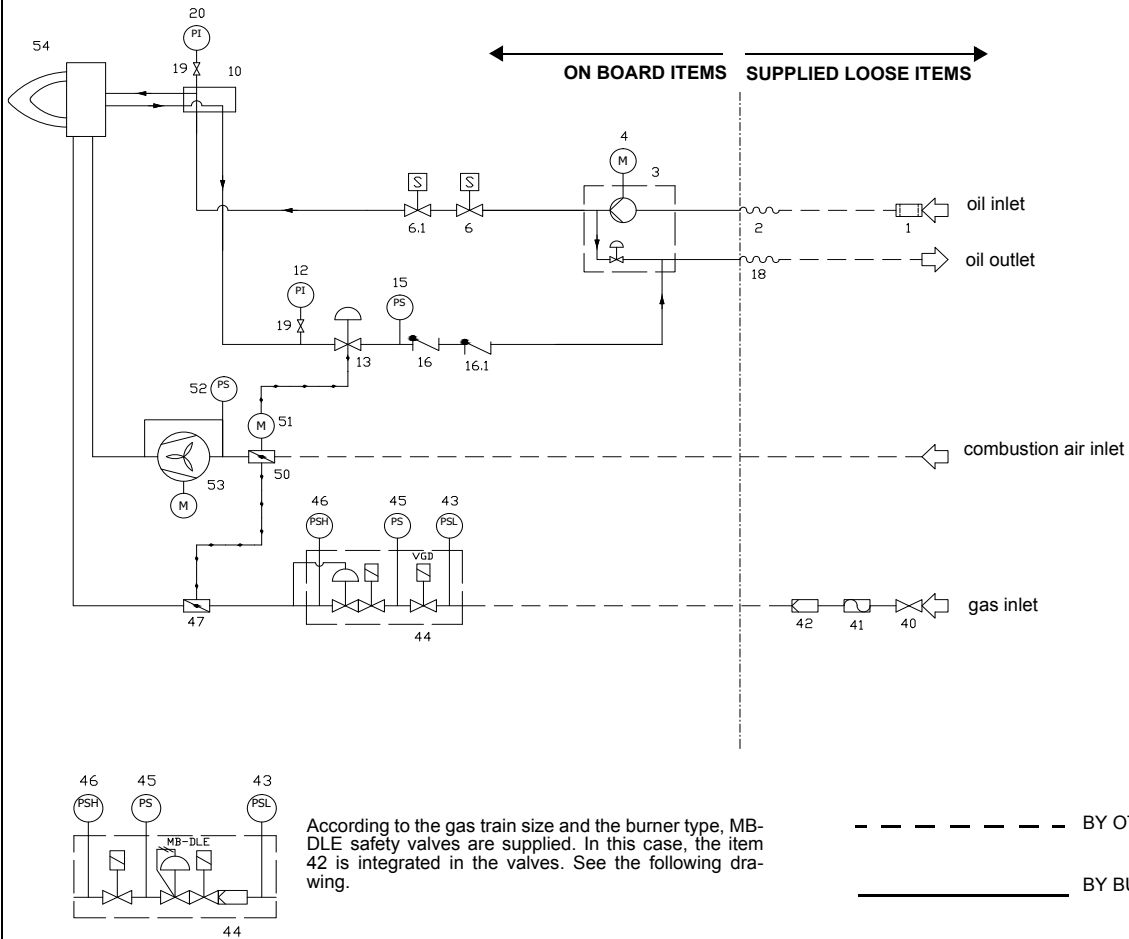 20
54
PI
19
10
ON BOARD ITEMS
SUPPLIED LOOSE ITEMS
4
M
3
S
S
6.1
6
2
1
oil inlet
18
oil outlet
12
PI
15
PS
19
13
16
16.1
52
PS
M
51
50
53
M
combustion air inlet
46
45
43
PSH
PS
PSL
VGD
47
44
42
41
40
gas inlet
46
45
43
PSH
PS
PSL
MB-DLE
44
According to the gas train size and the burner type, MB-
DLE safety valves are supplied. In this case, the item
42 is integrated in the valves. See the following dra-
wing.
BY OT
BY BU